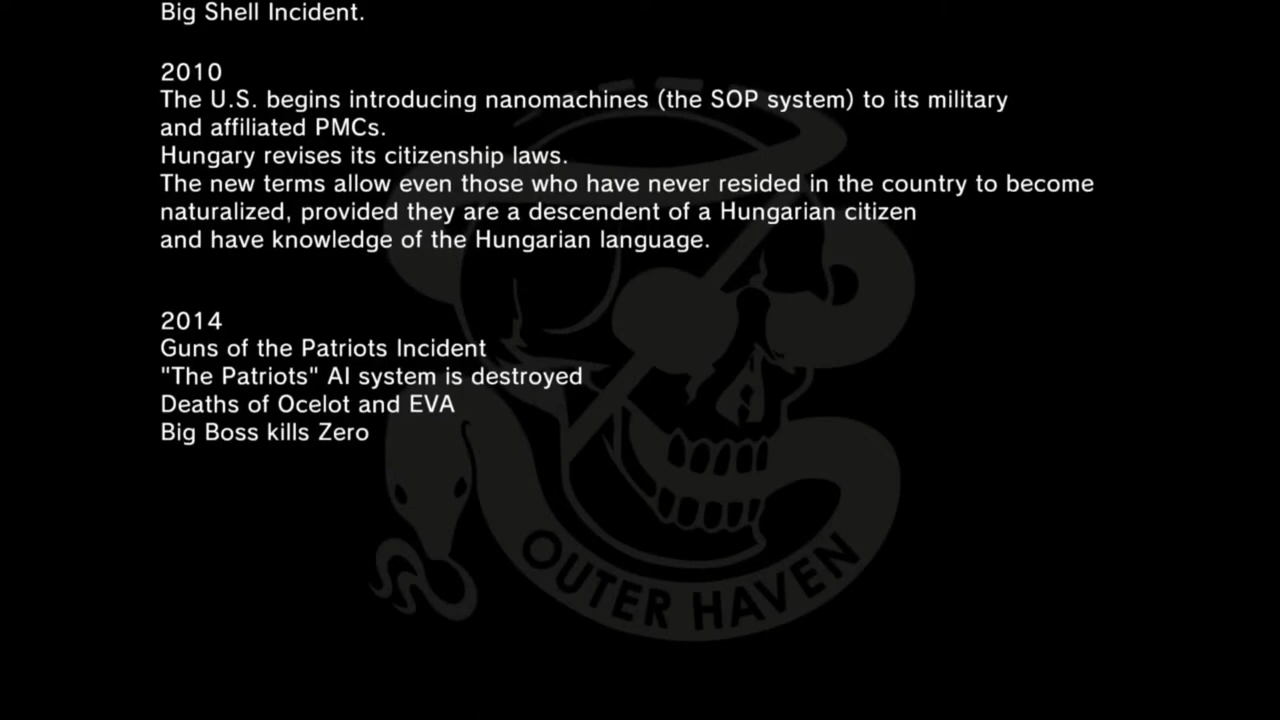 Big Shell Incident.
2010
The U.S. begins introducing nanomachines (the SOP system) to its military
and affiliated PMCs.
Hungary revises its citizenship laws.
The new terms allow even those who have never resided in the country to become
naturalized, provided they are a descendent of a Hungarian citizen
and have knowledge of the Hungarian language.
2014
Guns of the Patriots Incident
"The Patriots" AI system is destroyed
Deaths of Ocelot and EVA
Big Boss kills Zero
OUTER HAVEN